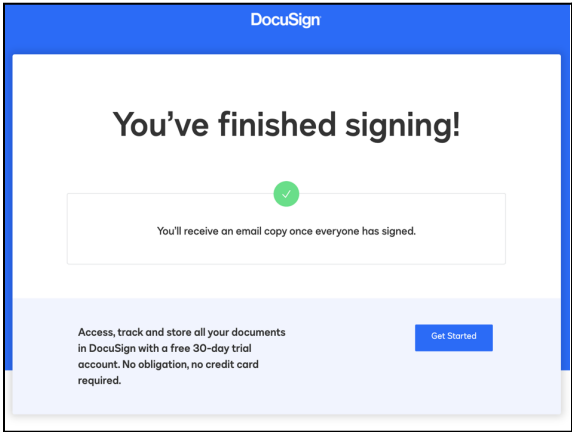 DocuSign
You've finished signing!
You'll receive an email copy once everyone has signed.
Access, track and store all your documents
in DocuSign with a free 30-day trial
account. No obligation, no credit card
required.
Get Started